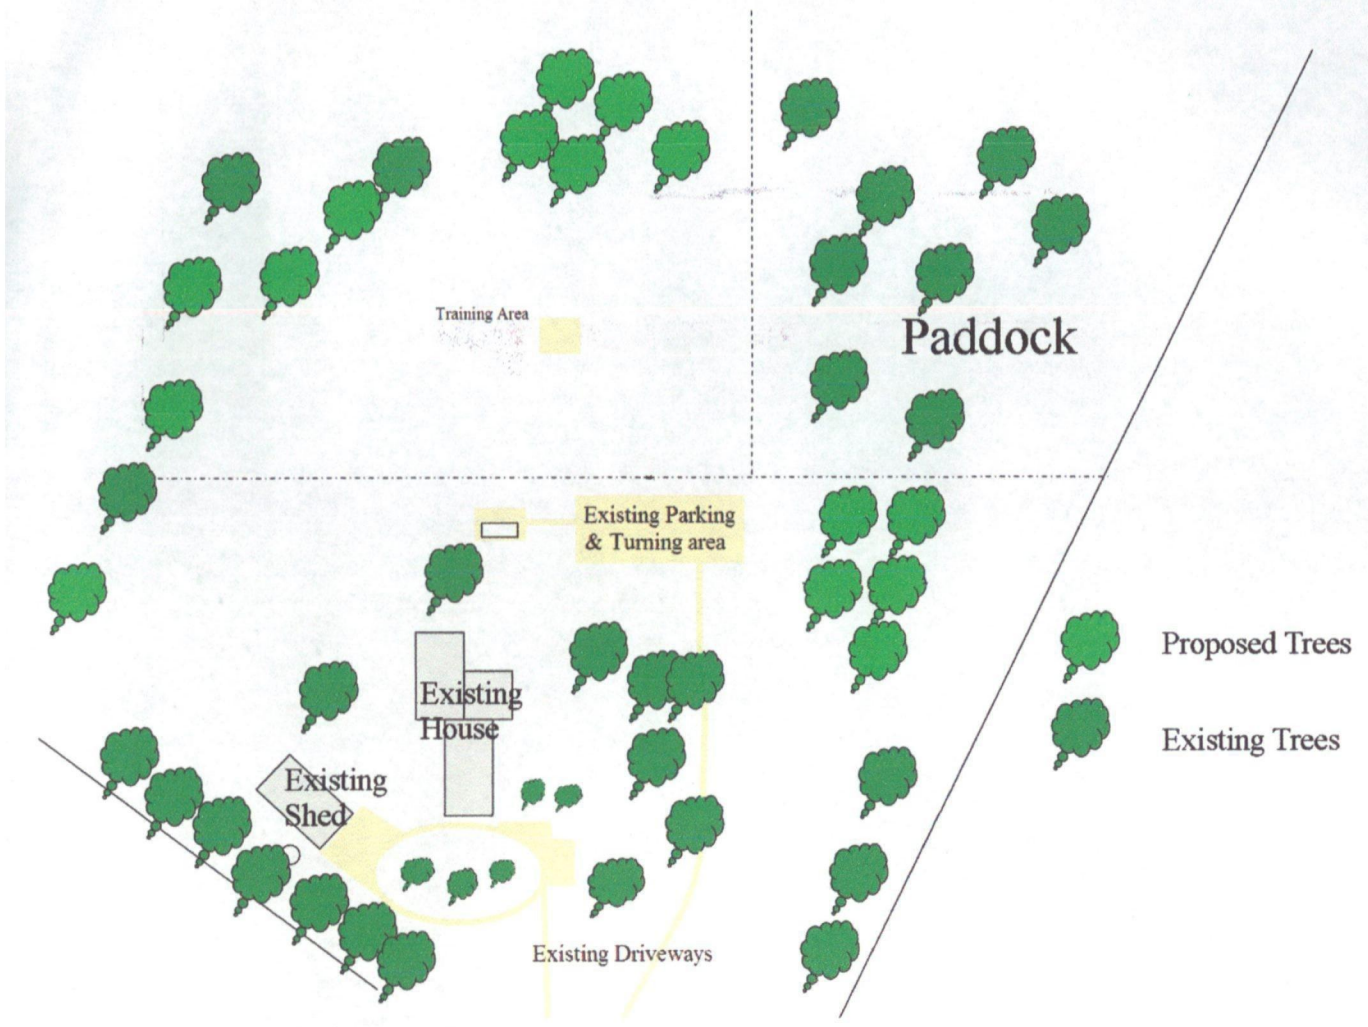 Training Area
Paddock
Existing Parking
& Turning area
Existing
House
Existing
Shed
Existing Driveways
Proposed Trees
Existing Trees